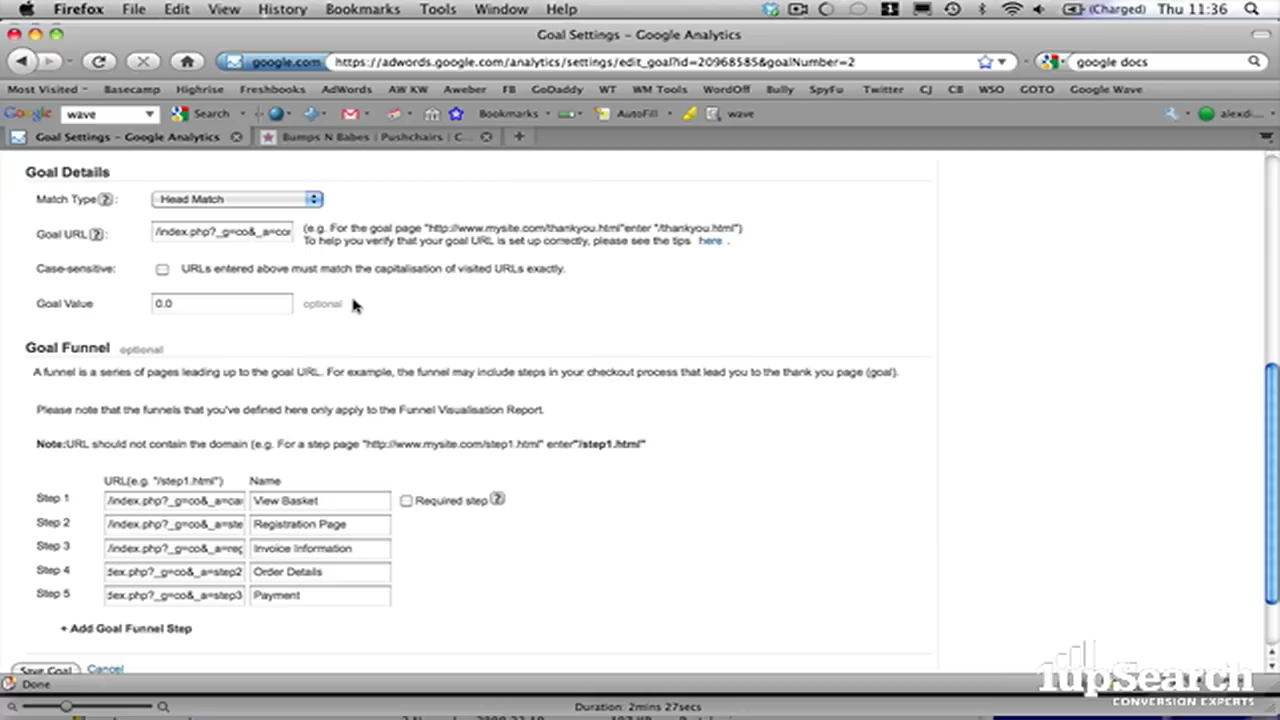 Firefox File Edit View History Bookmarks Tools Window Help (Charged) Thu 11:36
Goal Settings – Google Analytics
google.com https://adwords.google.com/analytics/settings/edit_goal?id=20968585&goalNumber=2 google docs
Most Visited Basecamp Highrise Freshbooks AdWords AW KW Aweber FB GoDaddy WT WM Tools WordOff Bully SpyFu Twitter CJ CB WSO GOTO Google Wave
Google wave Search Bookmarks AutoFill wave alexdi...
Goal Settings – Google Analytics Bumps N Babes | Pushchairs | C...
Goal Details
Match Type ? : Head Match
Goal URL ? : /index.php?_g=co&_a=cor (e.g. For the goal page "http://www.mysite.com/thankyou.html"enter "/thankyou.html")
To help you verify that your goal URL is set up correctly, please see the tips here .
Case-sensitive: URLs entered above must match the capitalisation of visited URLs exactly.
Goal Value 0.0 optional
Goal Funnel optional
A funnel is a series of pages leading up to the goal URL. For example, the funnel may include steps in your checkout process that lead you to the thank you page (goal).
Please note that the funnels that you've defined here only apply to the Funnel Visualisation Report.
Note:URL should not contain the domain (e.g. For a step page "http://www.mysite.com/step1.html" enter"/step1.html"
URL(e.g. "/step1.html") Name
Step 1 /index.php?_g=co&_a=car View Basket Required step ?
Step 2 /index.php?_g=co&_a=ste Registration Page
Step 3 /index.php?_g=co&_a=reg Invoice Information
Step 4 dex.php?_g=co&_a=step2 Order Details
Step 5 dex.php?_g=co&_a=step3 Payment
+ Add Goal Funnel Step
Save Goal Cancel
Done
1upSearch
CONVERSION EXPERTS
Duration: 2mins 27secs